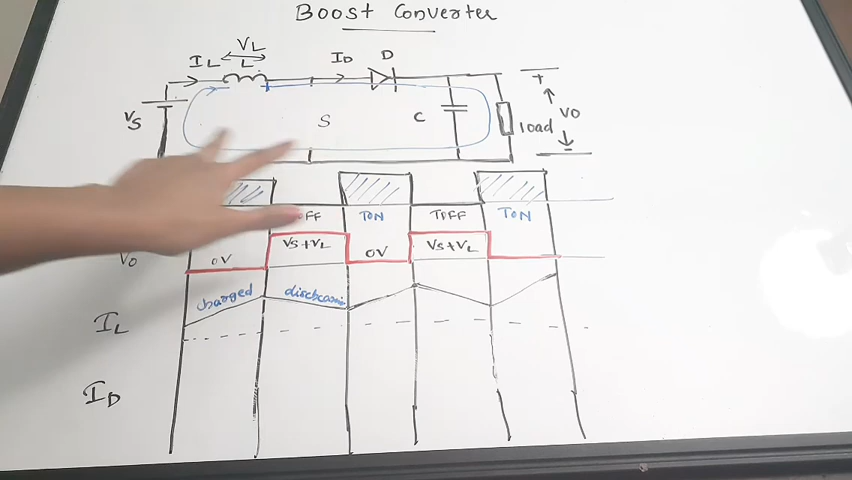 Boost Converter
IL VL L ID D
VS S C load + VO -
TON TOFF TON
VO 0V VS+VL 0V VS+VL
IL charged
ID